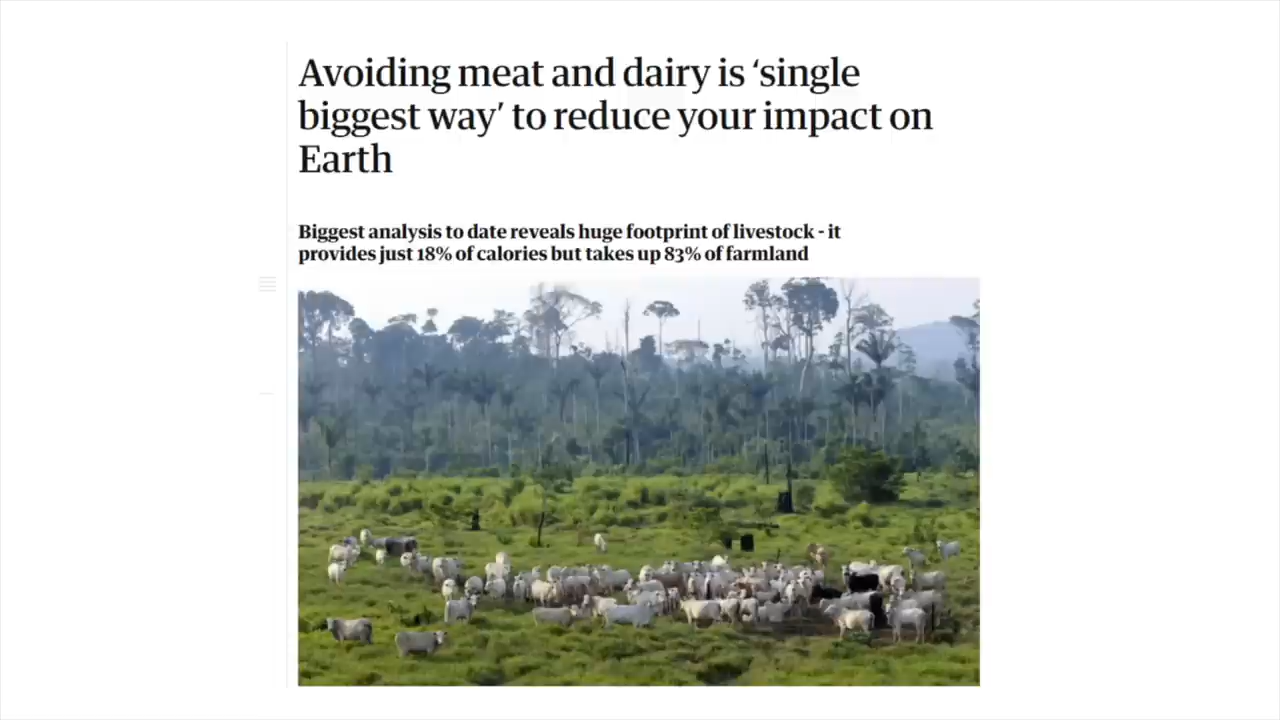 Avoiding meat and dairy is ‘single
biggest way’ to reduce your impact on
Earth
Biggest analysis to date reveals huge footprint of livestock - it
provides just 18% of calories but takes up 83% of farmland